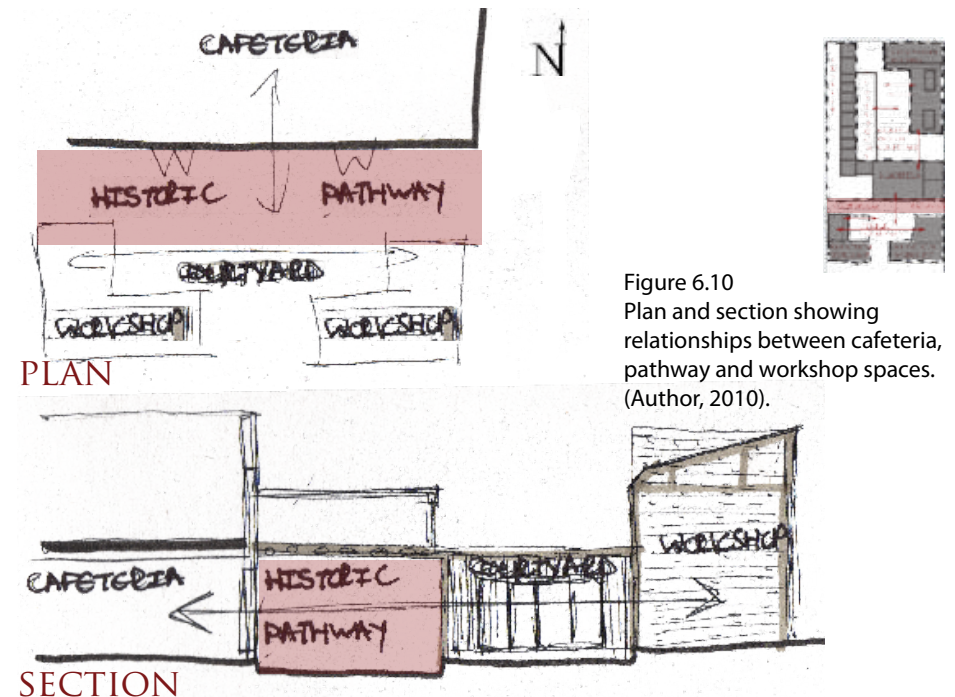 CAFETERIA
N
HISTORIC PATHWAY
COURTYARD
WORKSHOP WORKSHOP
PLAN
Figure 6.10
Plan and section showing
relationships between cafeteria,
pathway and workshop spaces.
(Author, 2010).
WORKSHOP
COURTYARD
CAFETERIA
HISTORIC
PATHWAY
SECTION